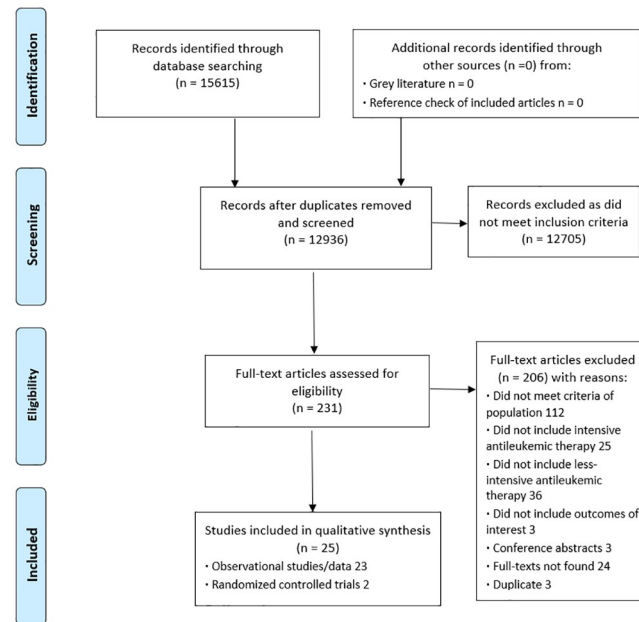 Identification
Records identified through
database searching
(n = 15615)
Additional records identified through
other sources (n =0) from:
· Grey literature n = 0
· Reference check of included articles n = 0
Screening
Records after duplicates removed
and screened
(n = 12936)
Records excluded as did
not meet inclusion criteria
(n = 12705)
Eligibility
Full-text articles assessed for
eligibility
(n = 231)
Full-text articles excluded
(n = 206) with reasons:
· Did not meet criteria of
population 112
· Did not include intensive
antileukemic therapy 25
· Did not include less-
intensive antileukemic
therapy 36
· Did not include outcomes of
interest 3
· Conference abstracts 3
· Full-texts not found 24
· Duplicate 3
Included
Studies included in qualitative synthesis
(n = 25)
· Observational studies/data 23
· Randomized controlled trials 2